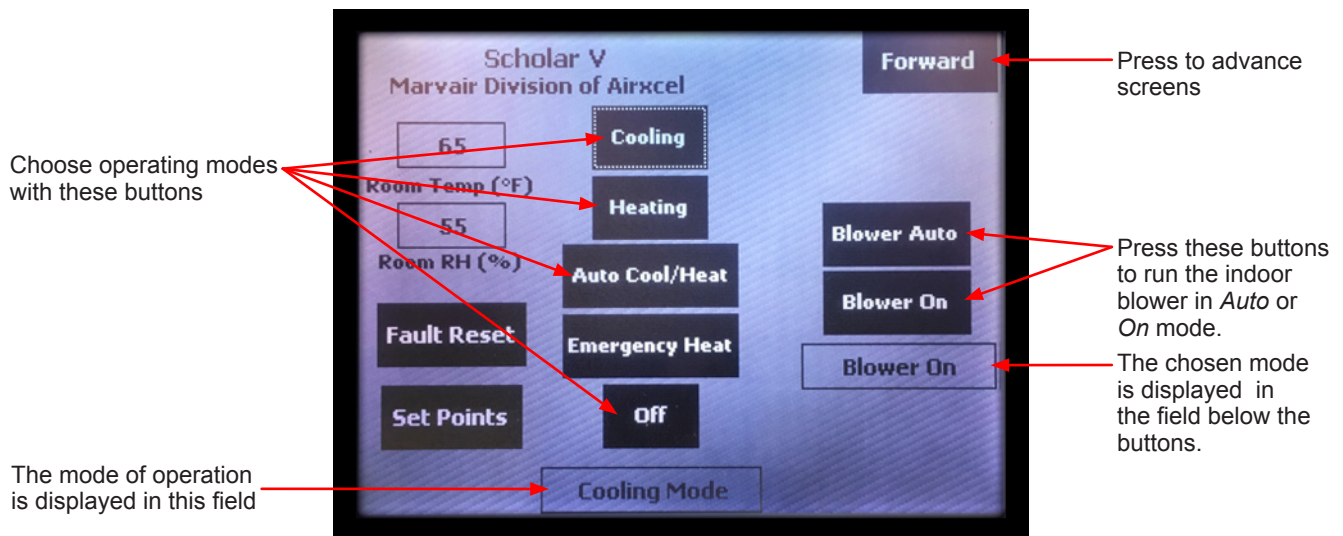 Scholar V
Marvair Division of Airxcel
Forward
Press to advance
screens
Choose operating modes
with these buttons
65
Room Temp (°F)
55
Room RH (%)
Cooling
Heating
Auto Cool/Heat
Emergency Heat
Off
Fault Reset
Set Points
Blower Auto
Blower On
Blower On
Press these buttons
to run the indoor
blower in Auto or
On mode.
The chosen mode
is displayed in
the field below the
buttons.
The mode of operation
is displayed in this field
Cooling Mode